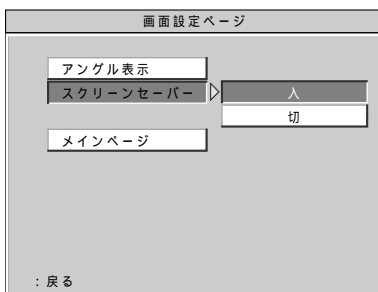 画面設定ページ
アングル表示
スクリーンセーバー 入
切
メインページ
：戻る